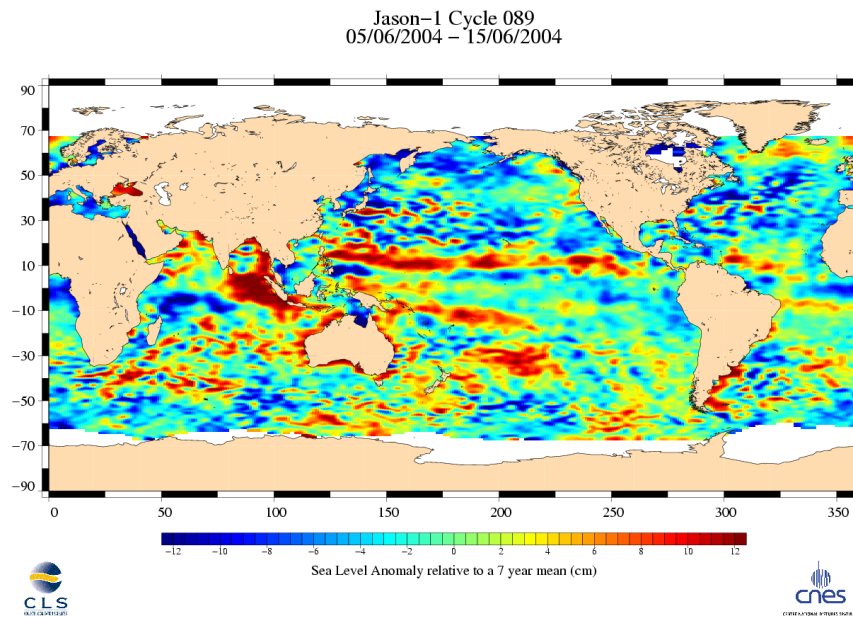 Jason−1 Cycle 089
05/06/2004 − 15/06/2004
90
70
50
30
10
−10
−30
−50
−70
−90
0 50 100 150 200 250 300 350
−12 −10 −8 −6 −4 −2 0 2 4 6 8 10 12
Sea Level Anomaly relative to a 7 year mean (cm)
CLS
cnes